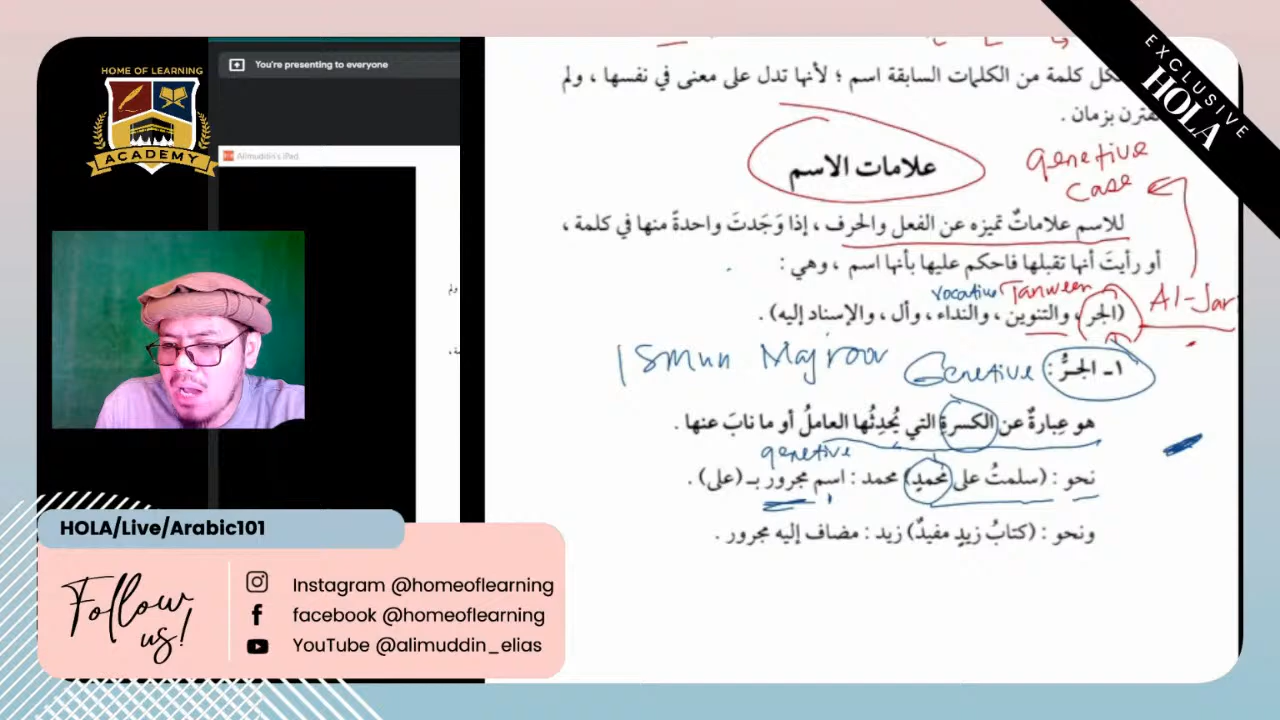 HOME OF LEARNING
ACADEMY
You're presenting to everyone
Alimuddin's iPad
EXCLUSIVE
HOLA
كل كلمة من الكلمات السابقة اسم ؛ لأنها تدل على معنى في نفسها ، ولم
تقترن بزمان .
علامات الاسم
genetive
case
للاسم علاماتٌ تميزه عن الفعل والحرف ، إذا وَجَدتَ واحدةً منها في كلمة ،
أو رأيتَ أنها تقبلها فاحكم عليها بأنها اسم ، وهي :
vocative Tanween
Al-Jar
(الجر ، والتنوين ، والنداء ، وأل ، والإسناد إليه) .
Ismun Majroor Genetive
١- الجرُّ :
هو عِبارةٌ عن الكسرةِ التي يُحدِثُها العاملُ أو ما نابَ عنها .
genetive
نحو : (سلمتُ على محمدٍ) محمد : اسم مجرور بـ (على) .
ونحو : (كتابُ زيدٍ مفيدٌ) زيد : مضاف إليه مجرور .
ولم
،
HOLA/Live/Arabic101
Follow us!
Instagram @homeoflearning
facebook @homeoflearning
YouTube @alimuddin_elias